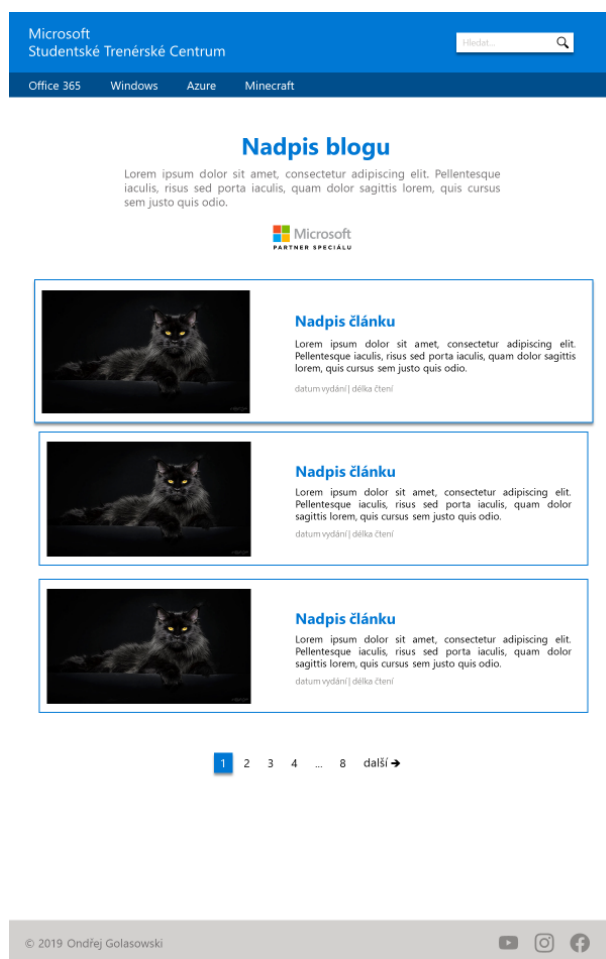 Microsoft
Studentské Trenérské Centrum
Hledat...
Office 365 Windows Azure Minecraft
Nadpis blogu
Lorem ipsum dolor sit amet, consectetur adipiscing elit. Pellentesque
iaculis, risus sed porta iaculis, quam dolor sagittis lorem, quis cursus
sem justo quis odio.
Microsoft
PARTNER SPECIÁLU
Nadpis článku
Lorem ipsum dolor sit amet, consectetur adipiscing elit.
Pellentesque iaculis, risus sed porta iaculis, quam dolor sagittis
lorem, quis cursus sem justo quis odio.
datum vydání | délka čtení
Nadpis článku
Lorem ipsum dolor sit amet, consectetur adipiscing elit.
Pellentesque iaculis, risus sed porta iaculis, quam dolor
sagittis lorem, quis cursus sem justo quis odio.
datum vydání | délka čtení
Nadpis článku
Lorem ipsum dolor sit amet, consectetur adipiscing elit.
Pellentesque iaculis, risus sed porta iaculis, quam dolor
sagittis lorem, quis cursus sem justo quis odio.
datum vydání | délka čtení
1 2 3 4 ... 8 další →
© 2019 Ondřej Golasowski